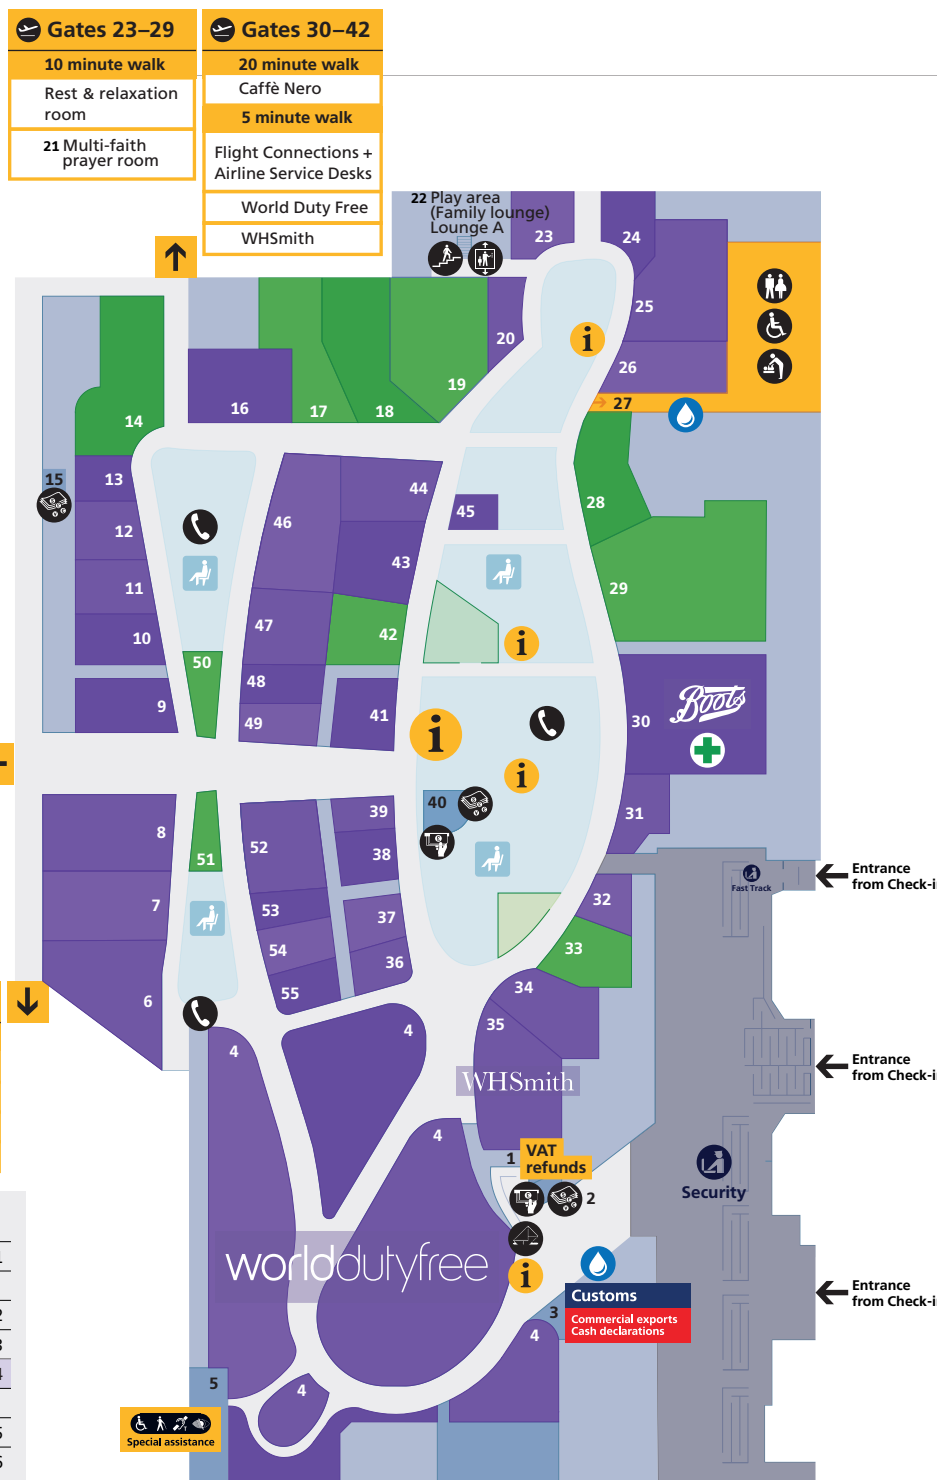 Gates 23–29
10 minute walk
Rest & relaxation
room
21 Multi-faith
prayer room
Gates 30–42
20 minute walk
Caffè Nero
5 minute walk
Flight Connections +
Airline Service Desks
World Duty Free
WHSmith
22 Play area
(Family lounge)
Lounge A
23
24
25
20
26
19
27
16
17
18
14
15
13
44
45
46
28
12
43
11
29
47
42
10
50
48
9
49
41
30
Boots
40
39
31
8
52
38
51
Fast Track
Entrance
from Check-i
7
53
37
32
54
36
33
55
34
6
4
35
4
Entrance
from Check-i
WHSmith
4
1
VAT
refunds
2
Security
worlddutyfree
Customs
Commercial exports
Cash declarations
3
4
Entrance
from Check-i
5
4
Special assistance